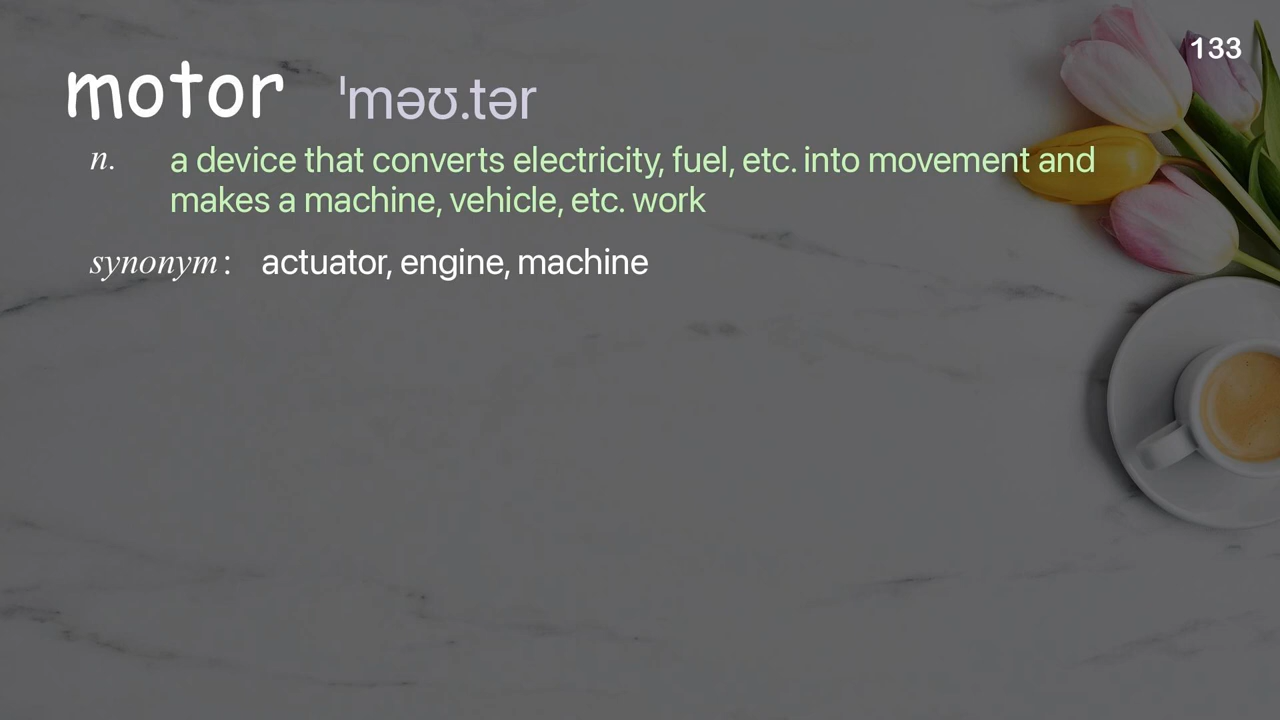 133
motor ˈməʊ.tər
n. a device that converts electricity, fuel, etc. into movement and
makes a machine, vehicle, etc. work
synonym : actuator, engine, machine